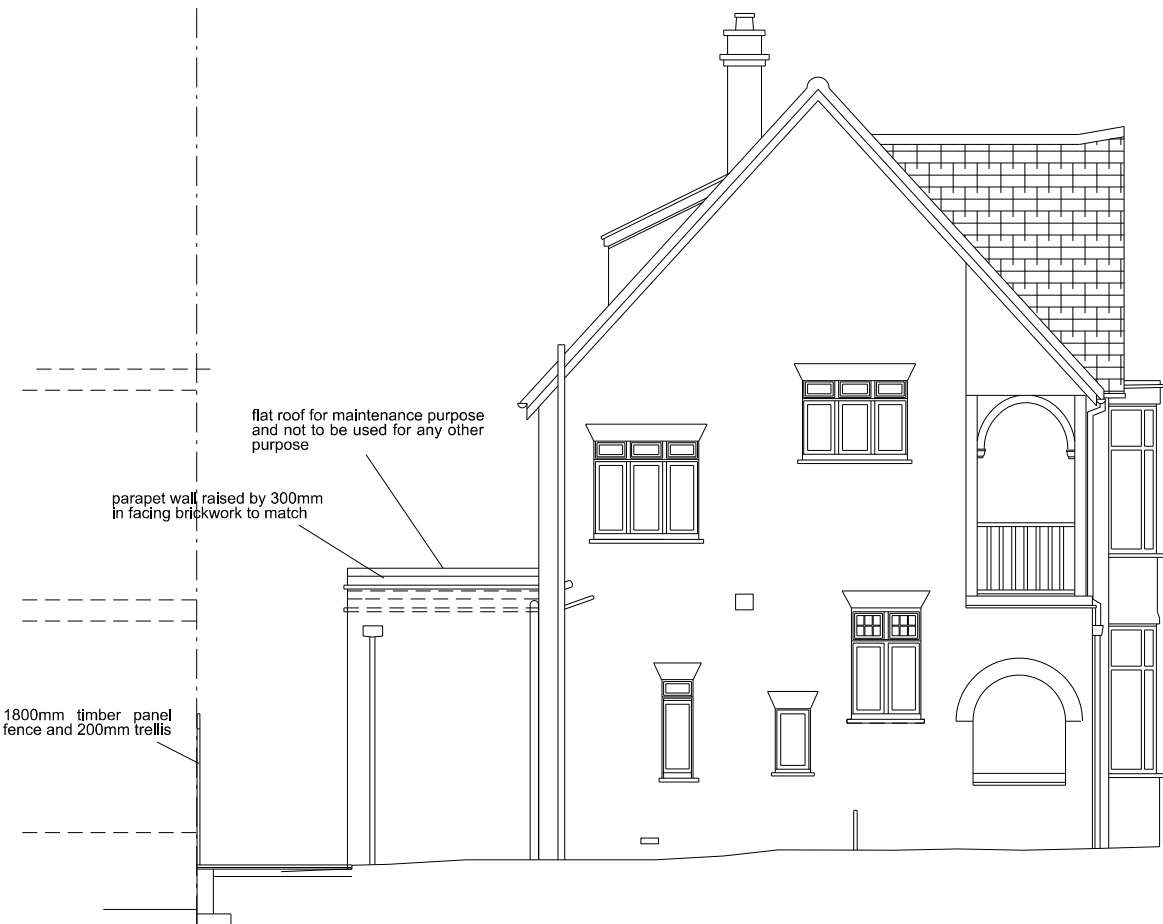 flat roof for maintenance purpose
and not to be used for any other
purpose
parapet wall raised by 300mm
in facing brickwork to match
1800mm timber panel
fence and 200mm trellis